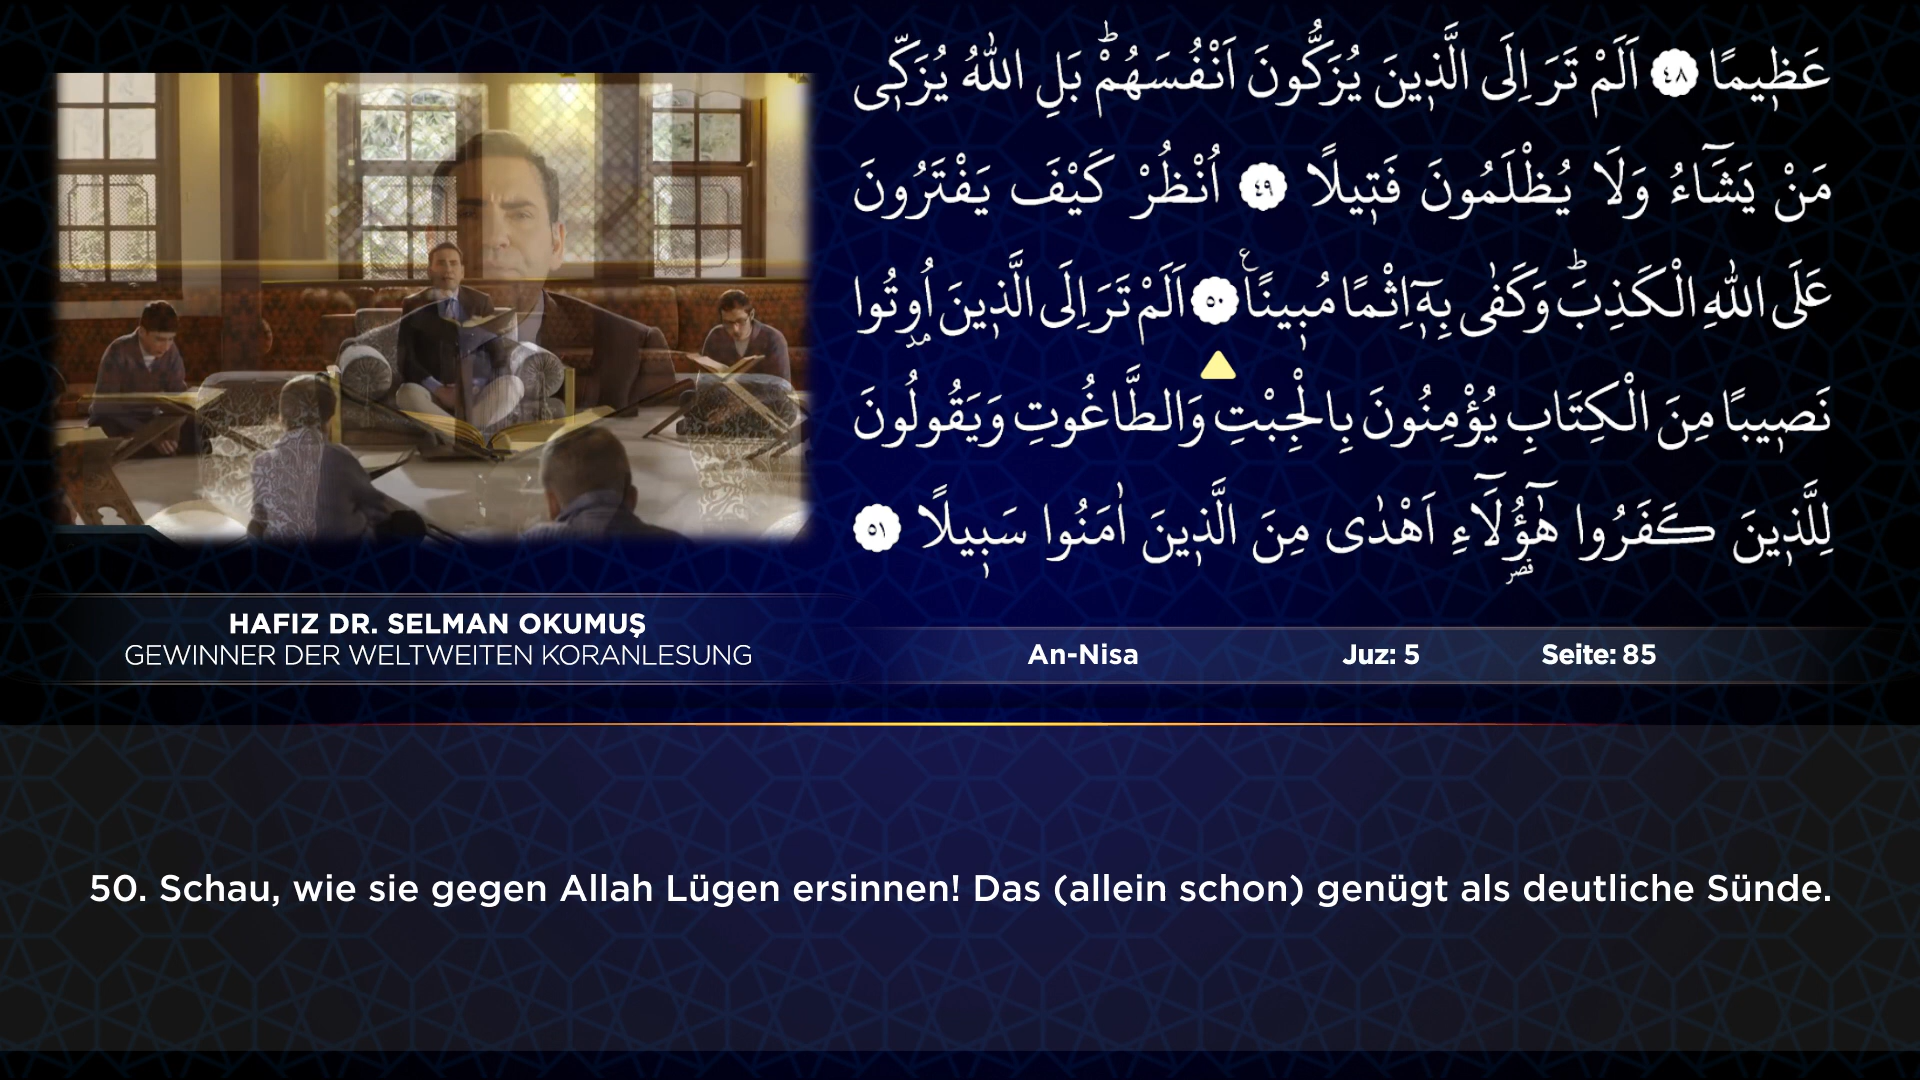 عَظ۪يمًا ﴿٤٨﴾ اَلَمْ تَرَ اِلَى الَّذ۪ينَ يُزَكُّونَ اَنْفُسَهُمْۜ بَلِ اللّٰهُ يُزَكّ۪ى
مَنْ يَشَٓاءُ وَلَا يُظْلَمُونَ فَت۪يلًا ﴿٤٩﴾ اُنْظُرْ كَيْفَ يَفْتَرُونَ
عَلَى اللّٰهِ الْكَذِبَۜ وَكَفٰى بِه۪ٓ اِثْمًا مُب۪ينًا۟ ﴿٥٠﴾ اَلَمْ تَرَ اِلَى الَّذ۪ينَ اُو۫تُوا
نَص۪يبًا مِنَ الْكِتَابِ يُؤْمِنُونَ بِالْجِبْتِ وَالطَّاغُوتِ وَيَقُولُونَ
لِلَّذ۪ينَ كَفَرُوا هٰٓؤُ۬لَٓاءِ اَهْدٰى مِنَ الَّذ۪ينَ اٰمَنُوا سَب۪يلًا ﴿٥١﴾
HAFIZ DR. SELMAN OKUMUŞ
GEWINNER DER WELTWEITEN KORANLESUNG
An-Nisa Juz: 5 Seite: 85
50. Schau, wie sie gegen Allah Lügen ersinnen! Das (allein schon) genügt als deutliche Sünde.